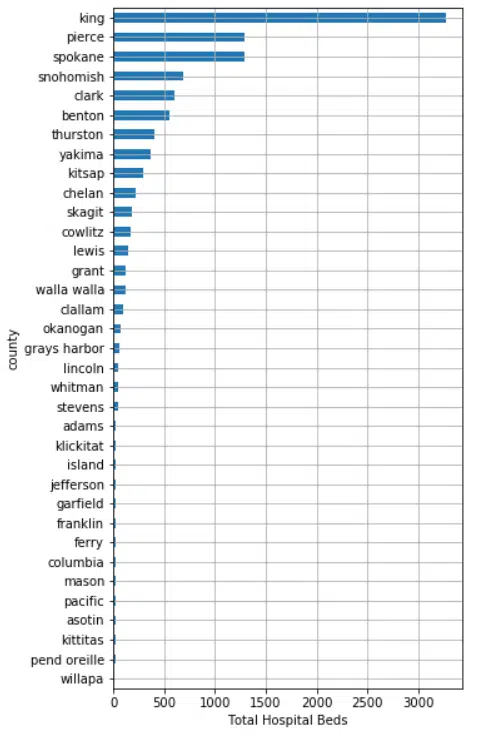 king
pierce
spokane
snohomish
clark
benton
thurston
yakima
kitsap
chelan
skagit
cowlitz
lewis
grant
walla walla
clallam
okanogan
grays harbor
lincoln
whitman
stevens
adams
klickitat
island
jefferson
garfield
franklin
ferry
columbia
mason
pacific
asotin
kittitas
pend oreille
willapa
county
0 500 1000 1500 2000 2500 3000
Total Hospital Beds